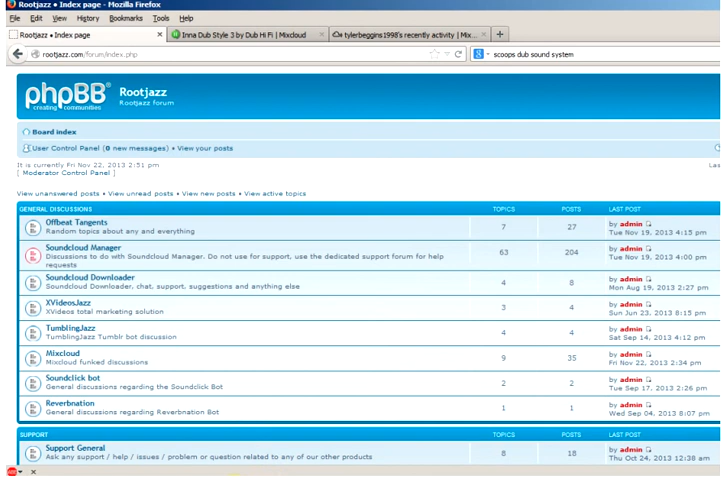 Rootjazz • Index page - Mozilla Firefox
File Edit View History Bookmarks Tools Help
Rootjazz • Index page × Inna Dub Style 3 by Dub Hi Fi | Mixcloud × tylerbeggins1998's recently activity | Mix... × +
rootjazz.com/forum/index.php scoops dub sound system
phpBB® Rootjazz
creating communities Rootjazz forum
Board index
User Control Panel (0 new messages) • View your posts
It is currently Fri Nov 22, 2013 2:51 pm Las
[ Moderator Control Panel ]
View unanswered posts • View unread posts • View new posts • View active topics
GENERAL DISCUSSIONS TOPICS POSTS LAST POST
Offbeat Tangents
Random topics about any and everything 7 27 by admin
Tue Nov 19, 2013 4:15 pm
Soundcloud Manager
Discussions to do with Soundcloud Manager. Do not use for support, use the dedicated support forum for help
requests 63 204 by admin
Tue Nov 19, 2013 4:00 pm
Soundcloud Downloader
Soundcloud Downloader, chat, support, suggestions and anything else 4 8 by admin
Mon Aug 19, 2013 2:27 pm
XVideosJazz
XVideos total marketing solution 3 4 by admin
Sun Jun 23, 2013 8:15 pm
TumblingJazz
TumblingJazz Tumblr bot discussion 4 4 by admin
Sat Sep 14, 2013 4:12 pm
Mixcloud
Mixcloud funked discussions 9 35 by admin
Fri Nov 22, 2013 2:34 pm
Soundclick bot
General discussions regarding the Soundclick Bot 2 2 by admin
Tue Sep 17, 2013 2:26 pm
Reverbnation
General discussions regarding Reverbnation Bot 1 1 by admin
Wed Sep 04, 2013 8:07 pm
SUPPORT TOPICS POSTS LAST POST
Support General
Ask any support / help / issues / problem or question related to any of our other products 8 18 by admin
Thu Oct 24, 2013 12:38 am